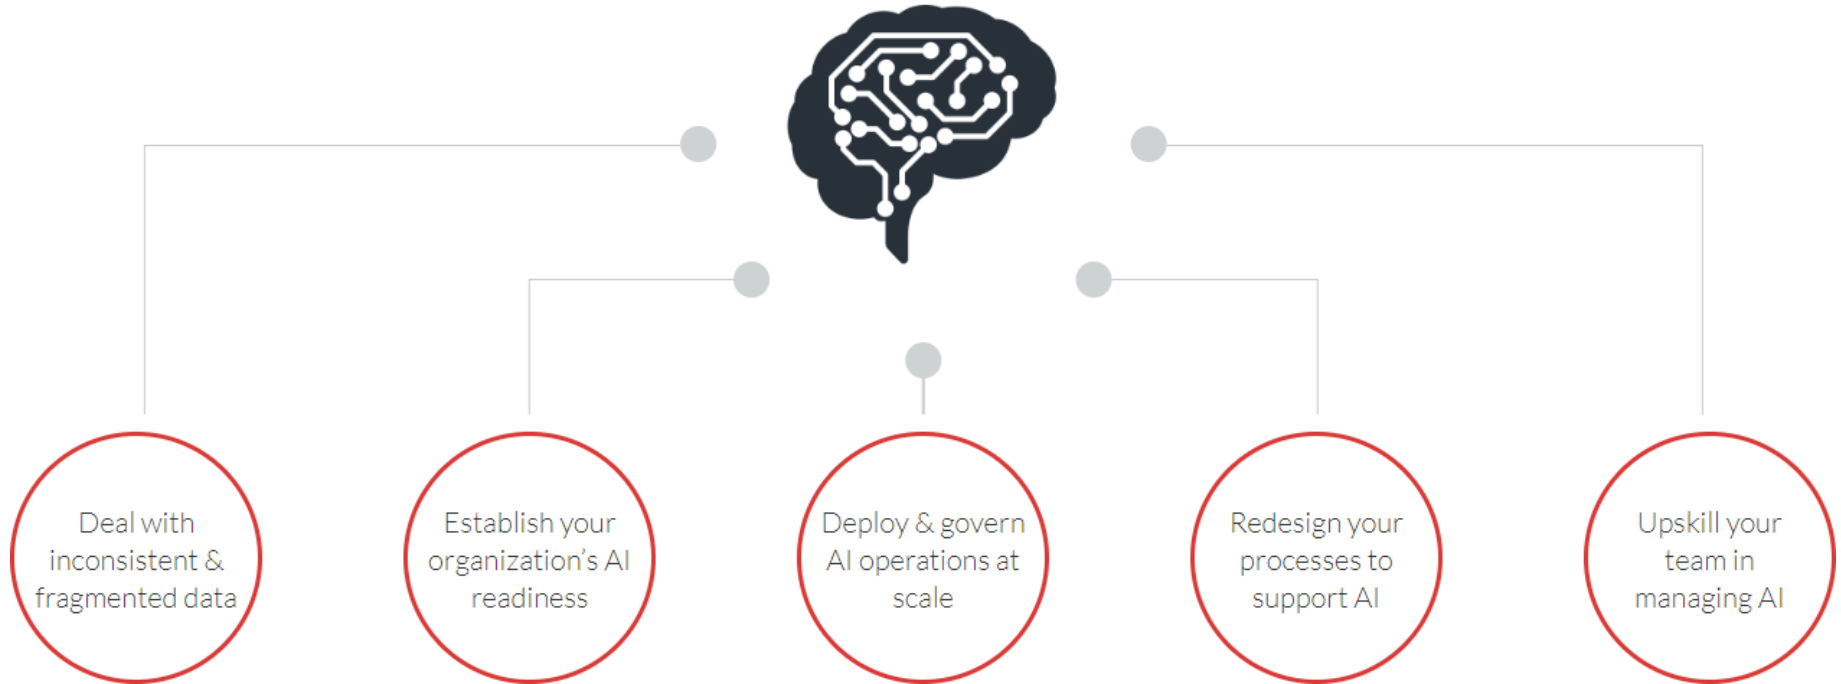 Deal with
inconsistent &
fragmented data
Establish your
organization’s AI
readiness
Deploy & govern
AI operations at
scale
Redesign your
processes to
support AI
Upskill your
team in
managing AI